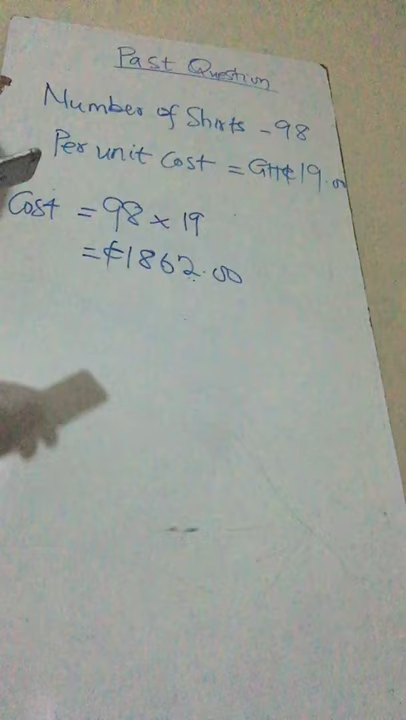 Past Question
Number of Shirts - 98
Per unit Cost = GH¢19.00
Cost = 98 × 19
= ¢1862.00